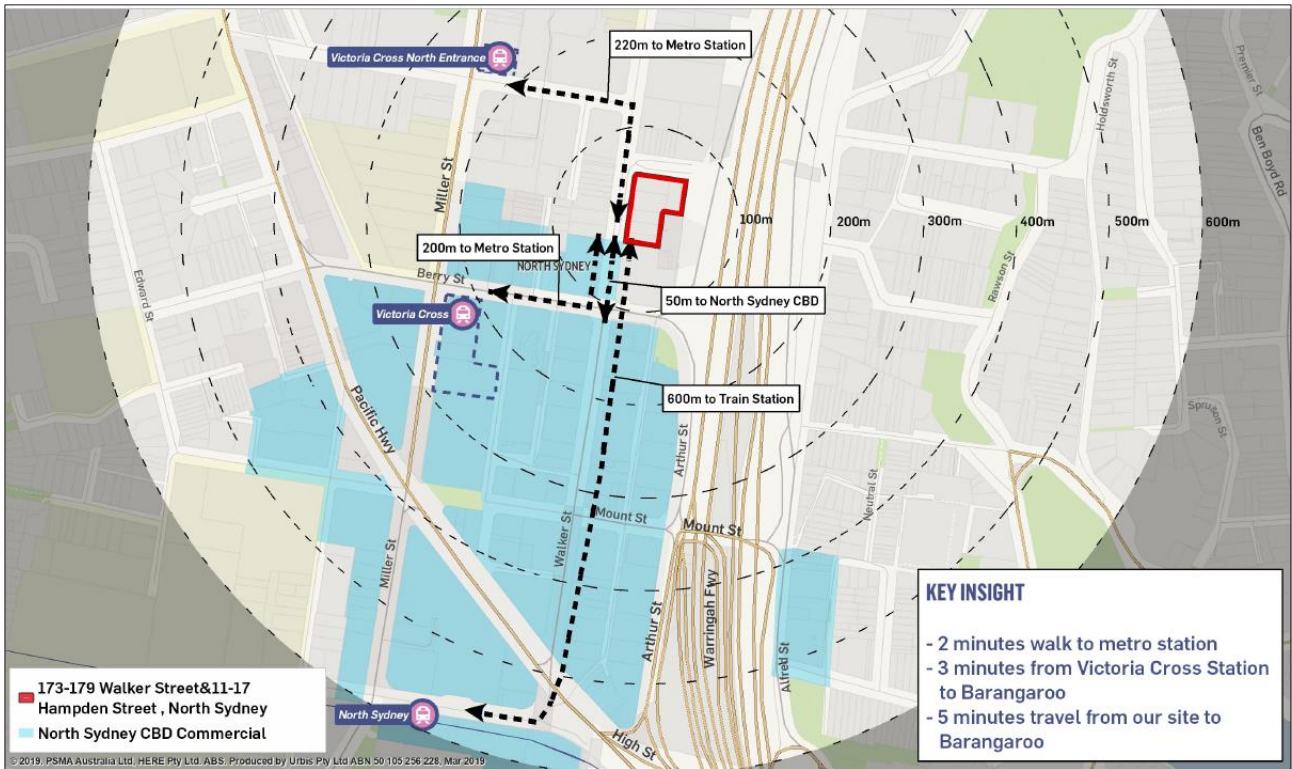 Victoria Cross North Entrance
220m to Metro Station
Premier St
Ben Boyd Rd
Holdsworth St
Miller St
100m
200m
300m
400m
500m
600m
200m to Metro Station
NORTH SYDNEY
Edward St
Berry St
Rawson St
50m to North Sydney CBD
Victoria Cross
600m to Train Station
Pacific Hwy
Spruson St
Arthur St
Neutral St
Mount St
Mount St
Walker St
Miller St
Warringah Fwy
Arthur St
Alfred St
North Sydney
High St
KEY INSIGHT
- 2 minutes walk to metro station
- 3 minutes from Victoria Cross Station
to Barangaroo
- 5 minutes travel from our site to
Barangaroo
173-179 Walker Street&11-17
Hampden Street , North Sydney
North Sydney CBD Commercial
© 2019. PSMA Australia Ltd, HERE Pty Ltd. ABS. Produced by Urbis Pty Ltd ABN 50 105 256 228, Mar 2019